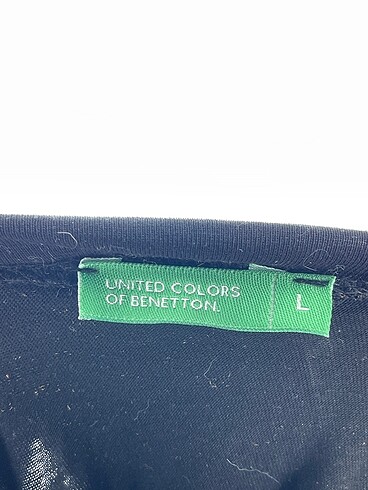 UNITED COLORS
OF BENETTON.
L